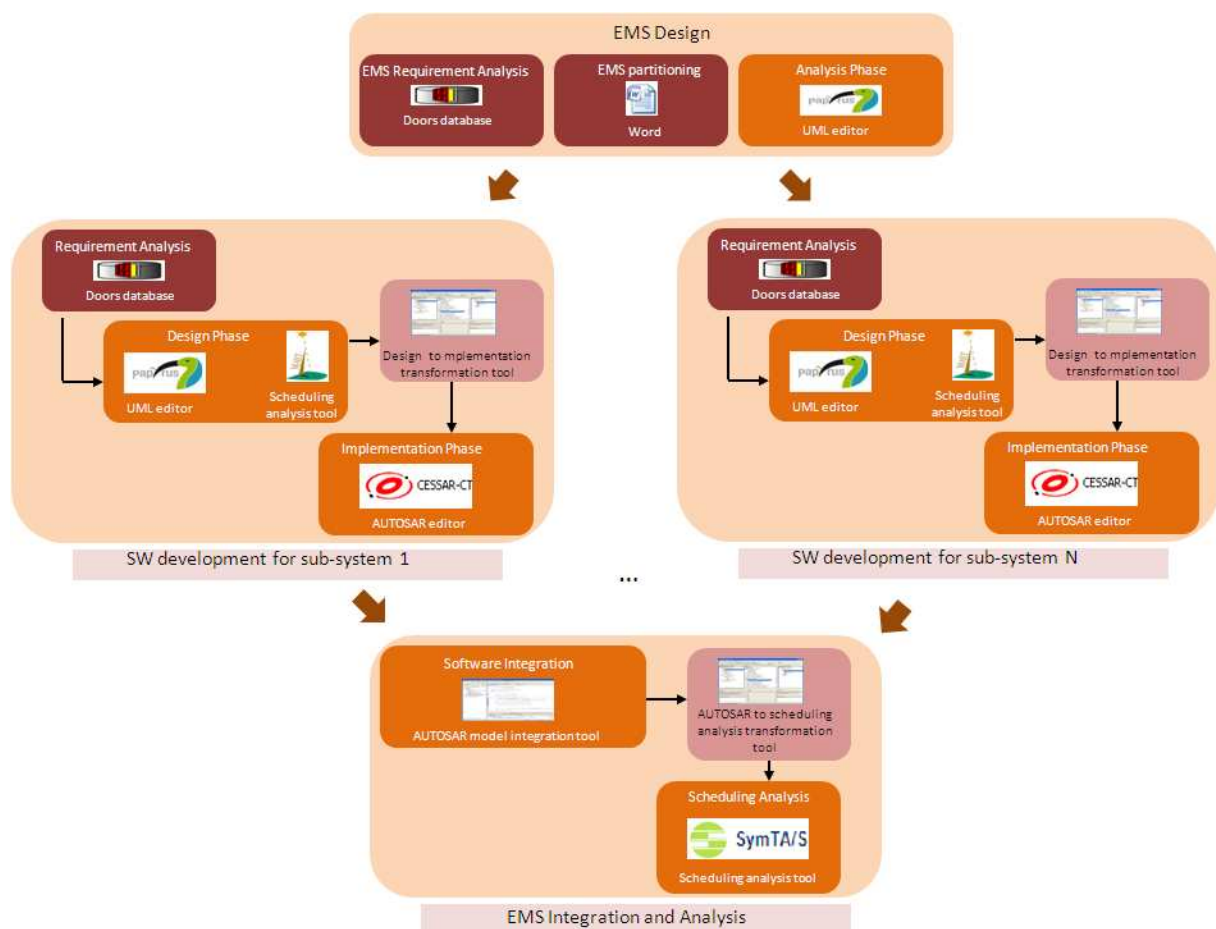 EMS Design
EMS Requirement Analysis
Doors database
EMS partitioning
Word
Analysis Phase
papyrus
UML editor
Requirement Analysis
Doors database
Design Phase
papyrus
UML editor
Scheduling
analysis tool
Design to mplementation
transformation tool
Implementation Phase
CESSAR-CT
AUTOSAR editor
SW development for sub-system 1
...
Requirement Analysis
Doors database
Design Phase
papyrus
UML editor
Scheduling
analysis tool
Design to mplementation
transformation tool
Implementation Phase
CESSAR-CT
AUTOSAR editor
SW development for sub-system N
Software Integration
AUTOSAR model integration tool
AUTOSAR to scheduling
analysis transformation
tool
Scheduling Analysis
SymTA/S
Scheduling analysis tool
EMS Integration and Analysis